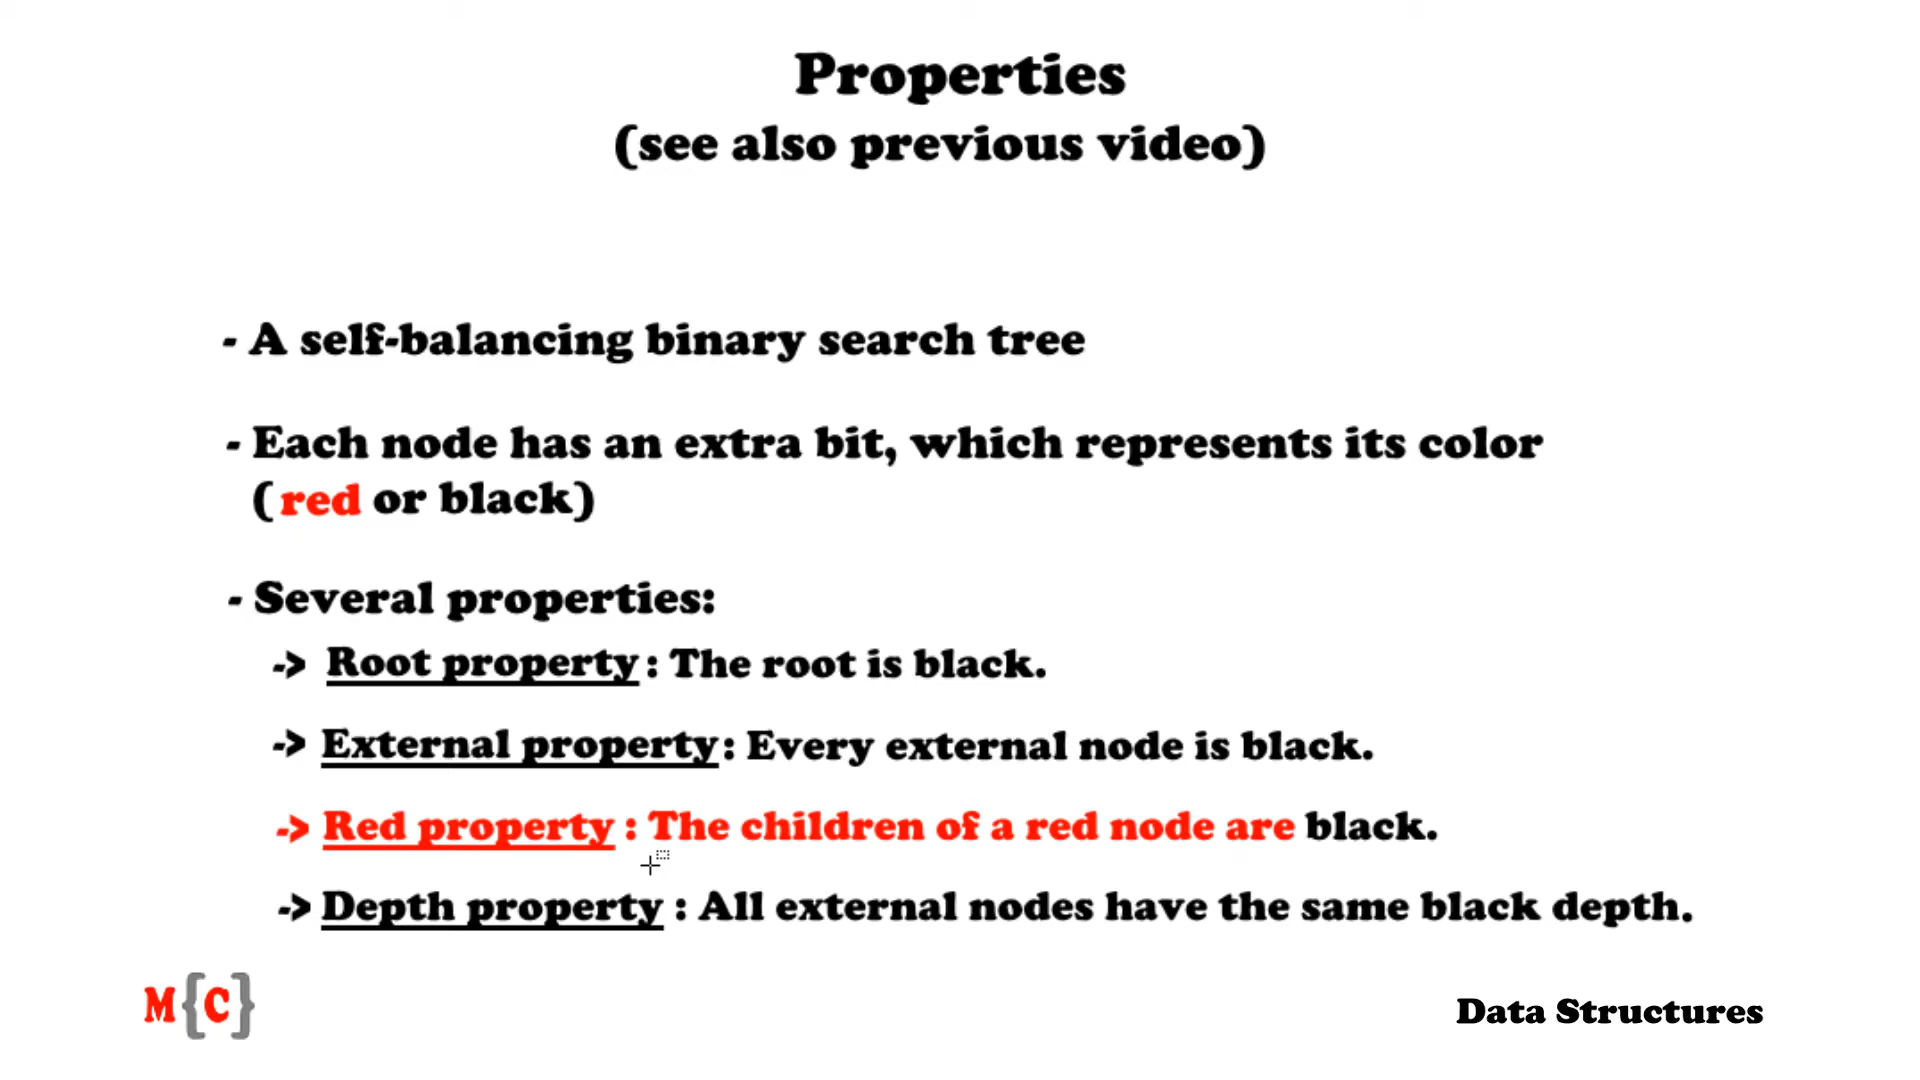 Properties
(see also previous video)
- A self-balancing binary search tree
- Each node has an extra bit, which represents its color
(red or black)
- Several properties:
-> Root property: The root is black.
-> External property: Every external node is black.
-> Red property : The children of a red node are black.
-> Depth property : All external nodes have the same black depth.
M{C}
Data Structures